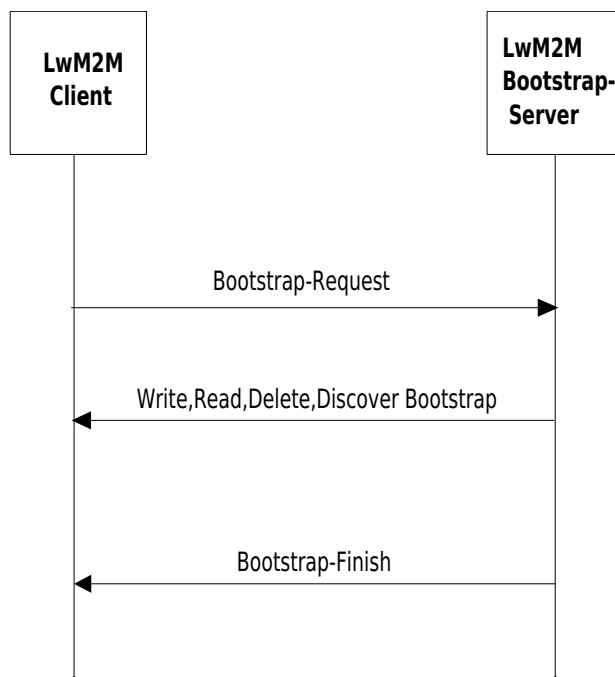 LwM2M
Client
LwM2M
Bootstrap-
Server
Bootstrap-Request
Write,Read,Delete,Discover Bootstrap
Bootstrap-Finish